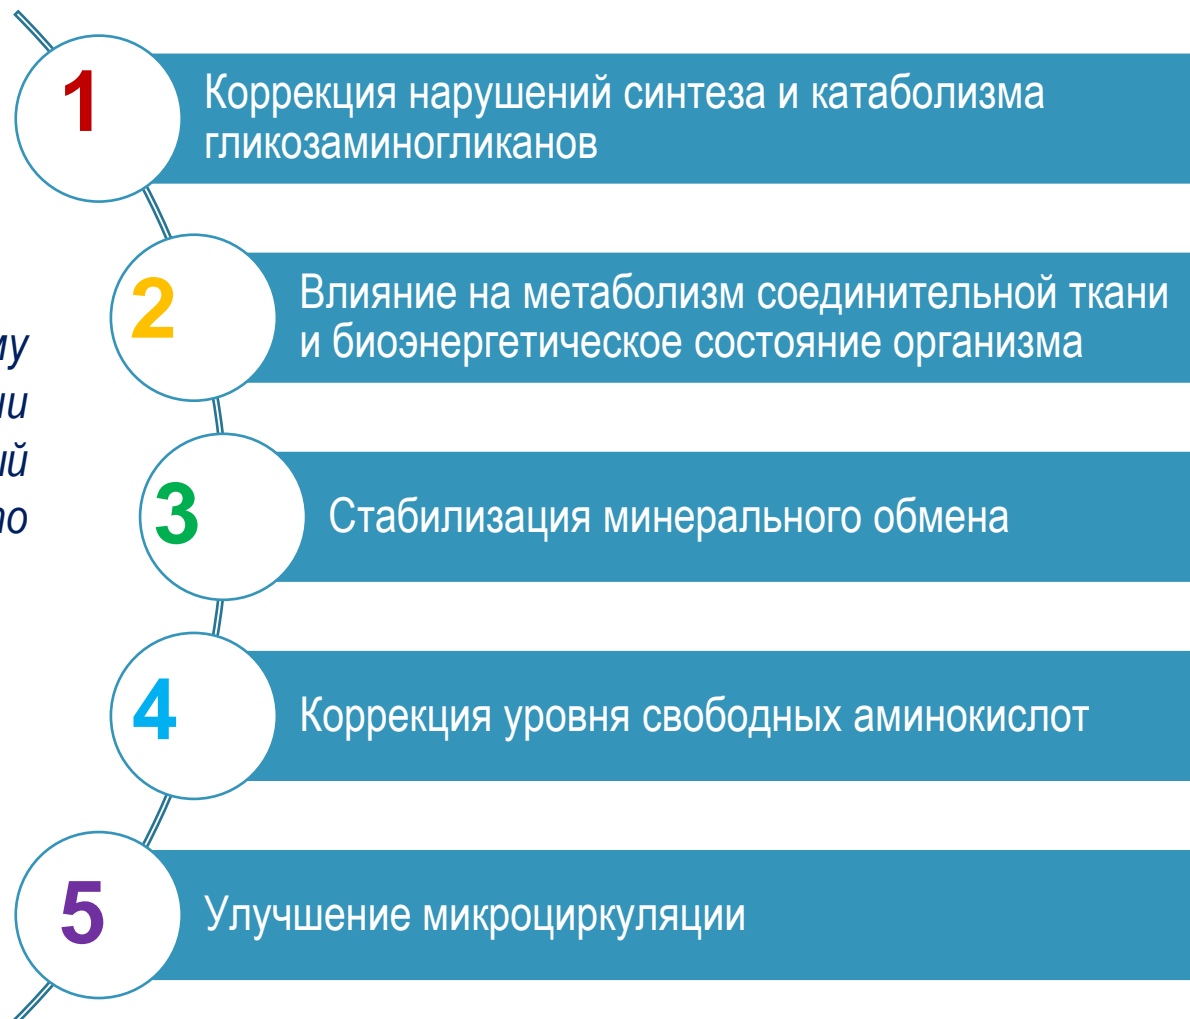 1
Коррекция нарушений синтеза и катаболизма
гликозаминогликанов
2
Влияние на метаболизм соединительной ткани
и биоэнергетическое состояние организма
3
Стабилизация минерального обмена
4
Коррекция уровня свободных аминокислот
5
Улучшение микроциркуляции